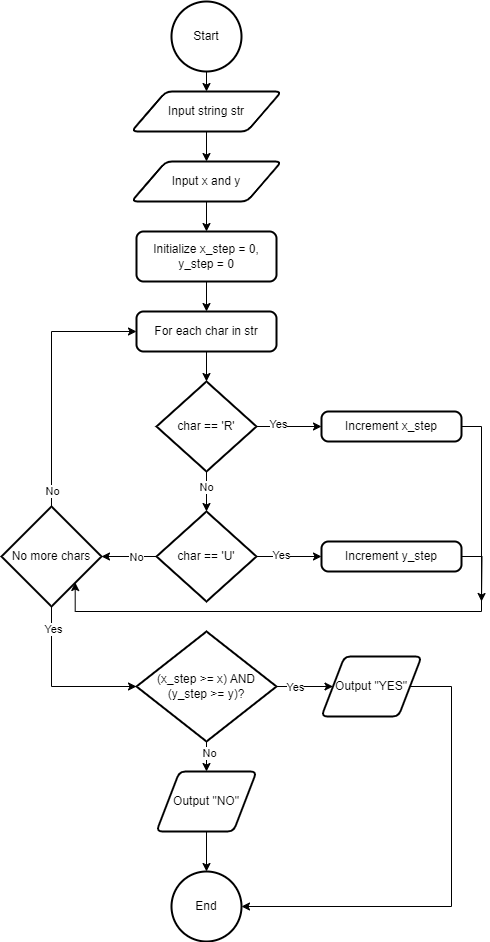 Start
Input string str
Input x and y
Initialize x_step = 0,
y_step = 0
For each char in str
char == 'R'
Yes
Increment x_step
No
No
char == 'U'
Yes
Increment y_step
No
No more chars
Yes
(x_step >= x) AND
(y_step >= y)?
Yes
Output "YES"
No
Output "NO"
End